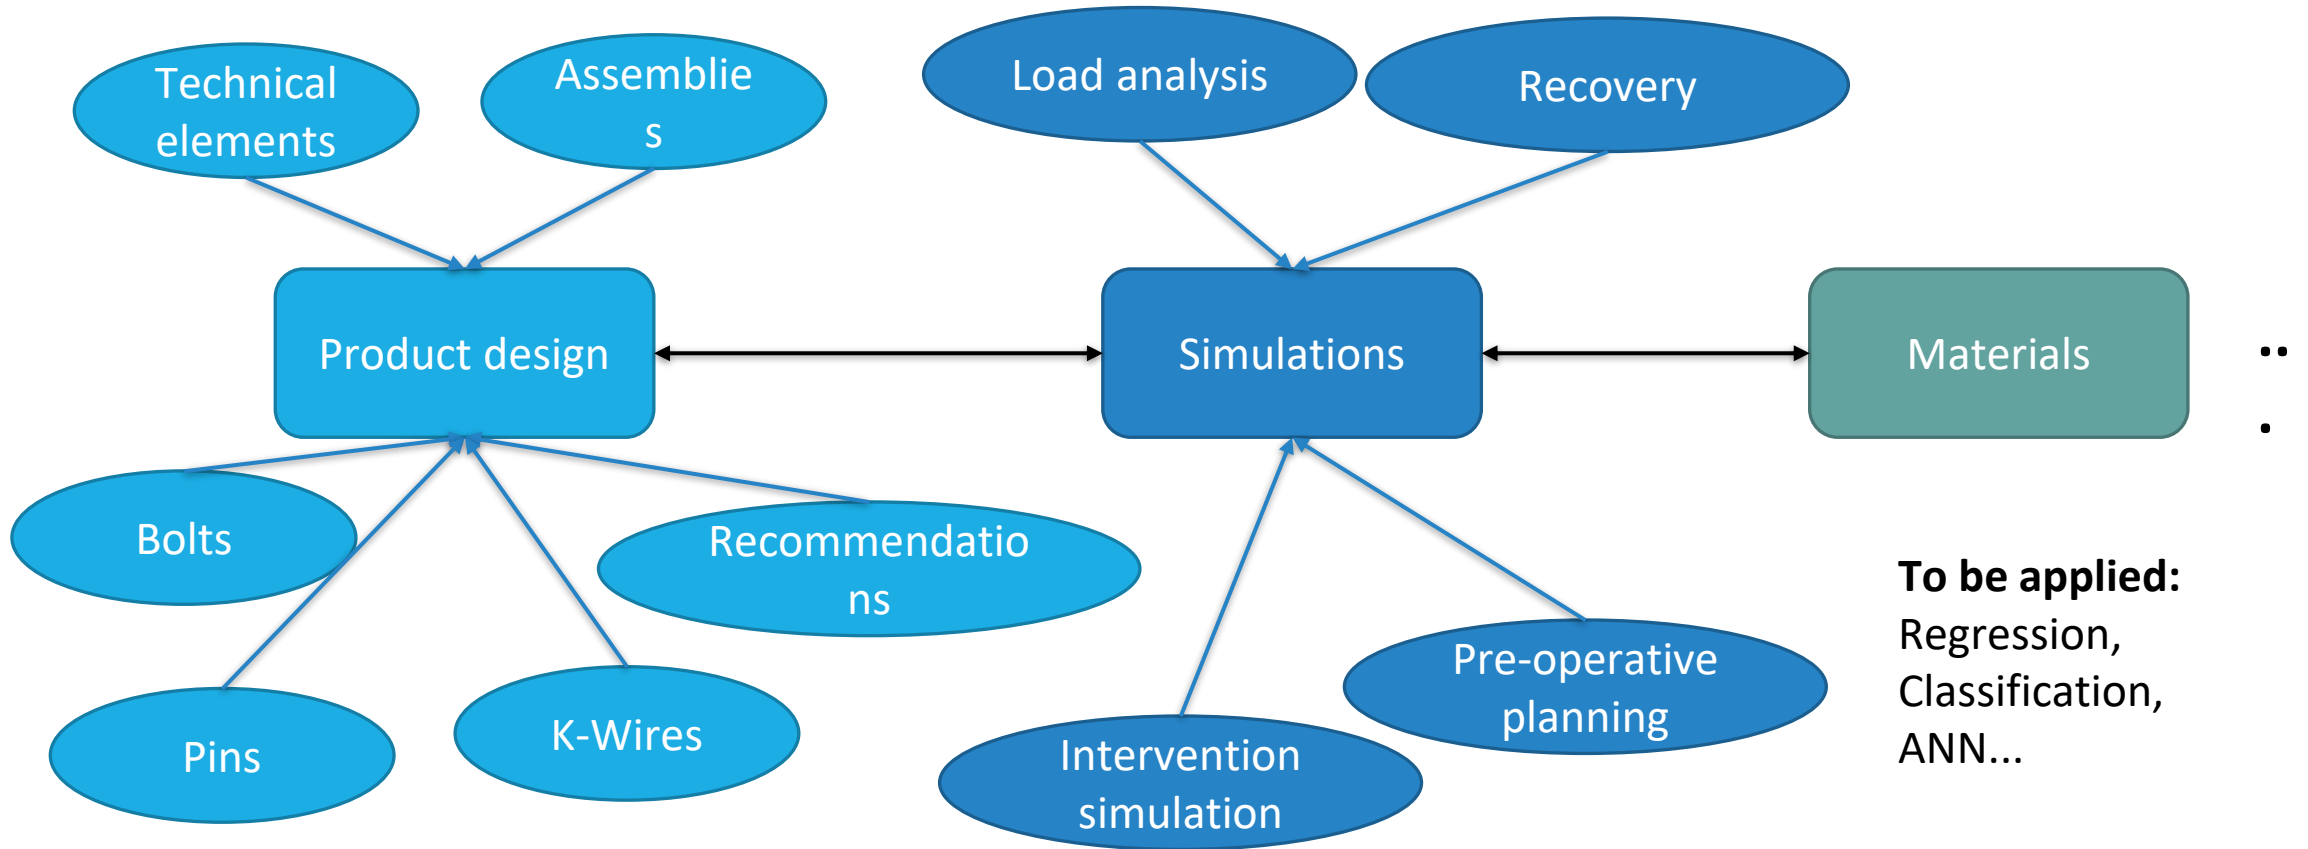 Technical
elements
Assemblie
s
Load analysis
Recovery
Product design
Simulations
Materials
..
.
Bolts
Recommendatio
ns
Pins
K-Wires
Intervention
simulation
Pre-operative
planning
To be applied:
Regression,
Classification,
ANN...